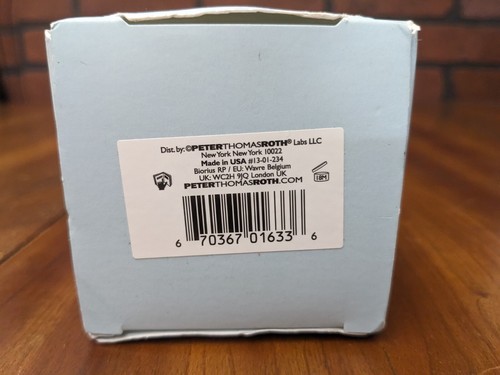 Dist. by:©PETERTHOMASROTH® Labs LLC
New York New York 10022
Made in USA #13-01-234
Biorius RP / EU: Wavre Belgium
UK: WC2H 9JQ London UK
PETERTHOMASROTH.COM
18M
6 70367 01633 6